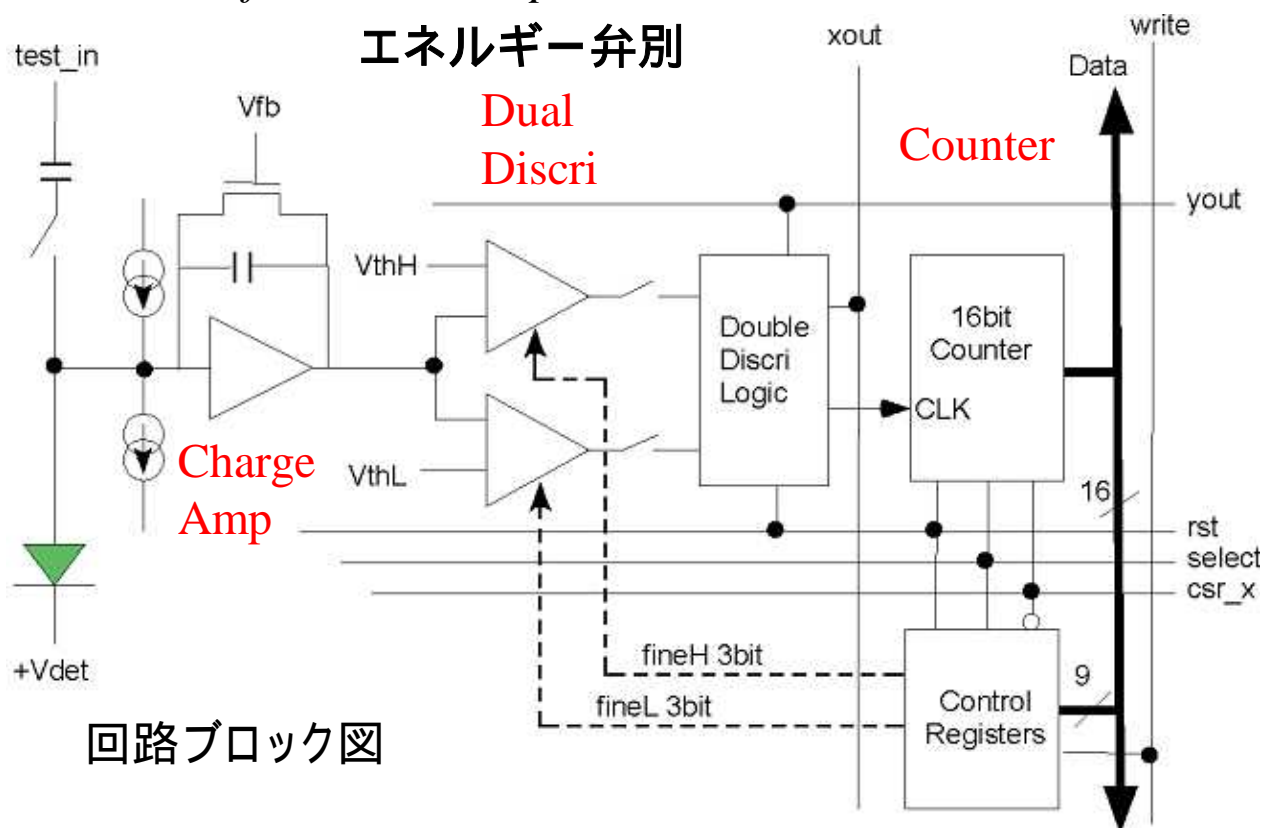 エネルギー弁別
xout
write
test_in
Data
Vfb
Dual
Discri
Counter
yout
VthH
Double
Discri
Logic
16bit
Counter
CLK
VthL
Charge
Amp
16
rst
select
csr_x
fineH 3bit
fineL 3bit
9
Control
Registers
+Vdet
回路ブロック図